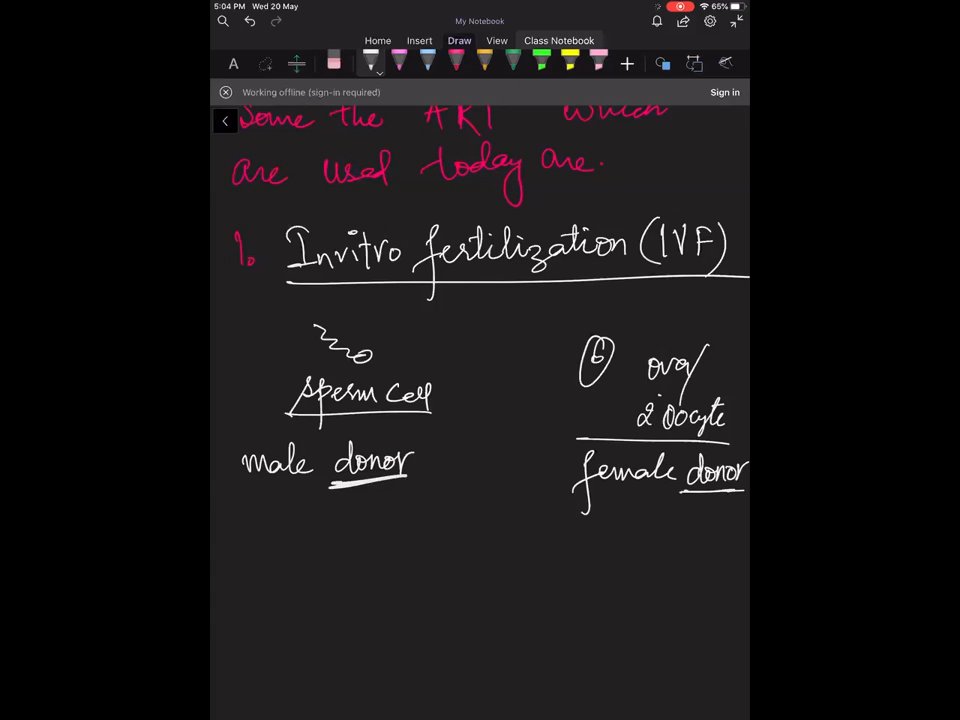 5:04 PM Wed 20 May
65%
My Notebook
Home Insert Draw View Class Notebook
A
Working offline (sign-in required)
Sign in
Some the ART which
are used today are.
1. Invitro fertilization (IVF)
sperm cell
ova/
2° oocyte
male donor
female donor